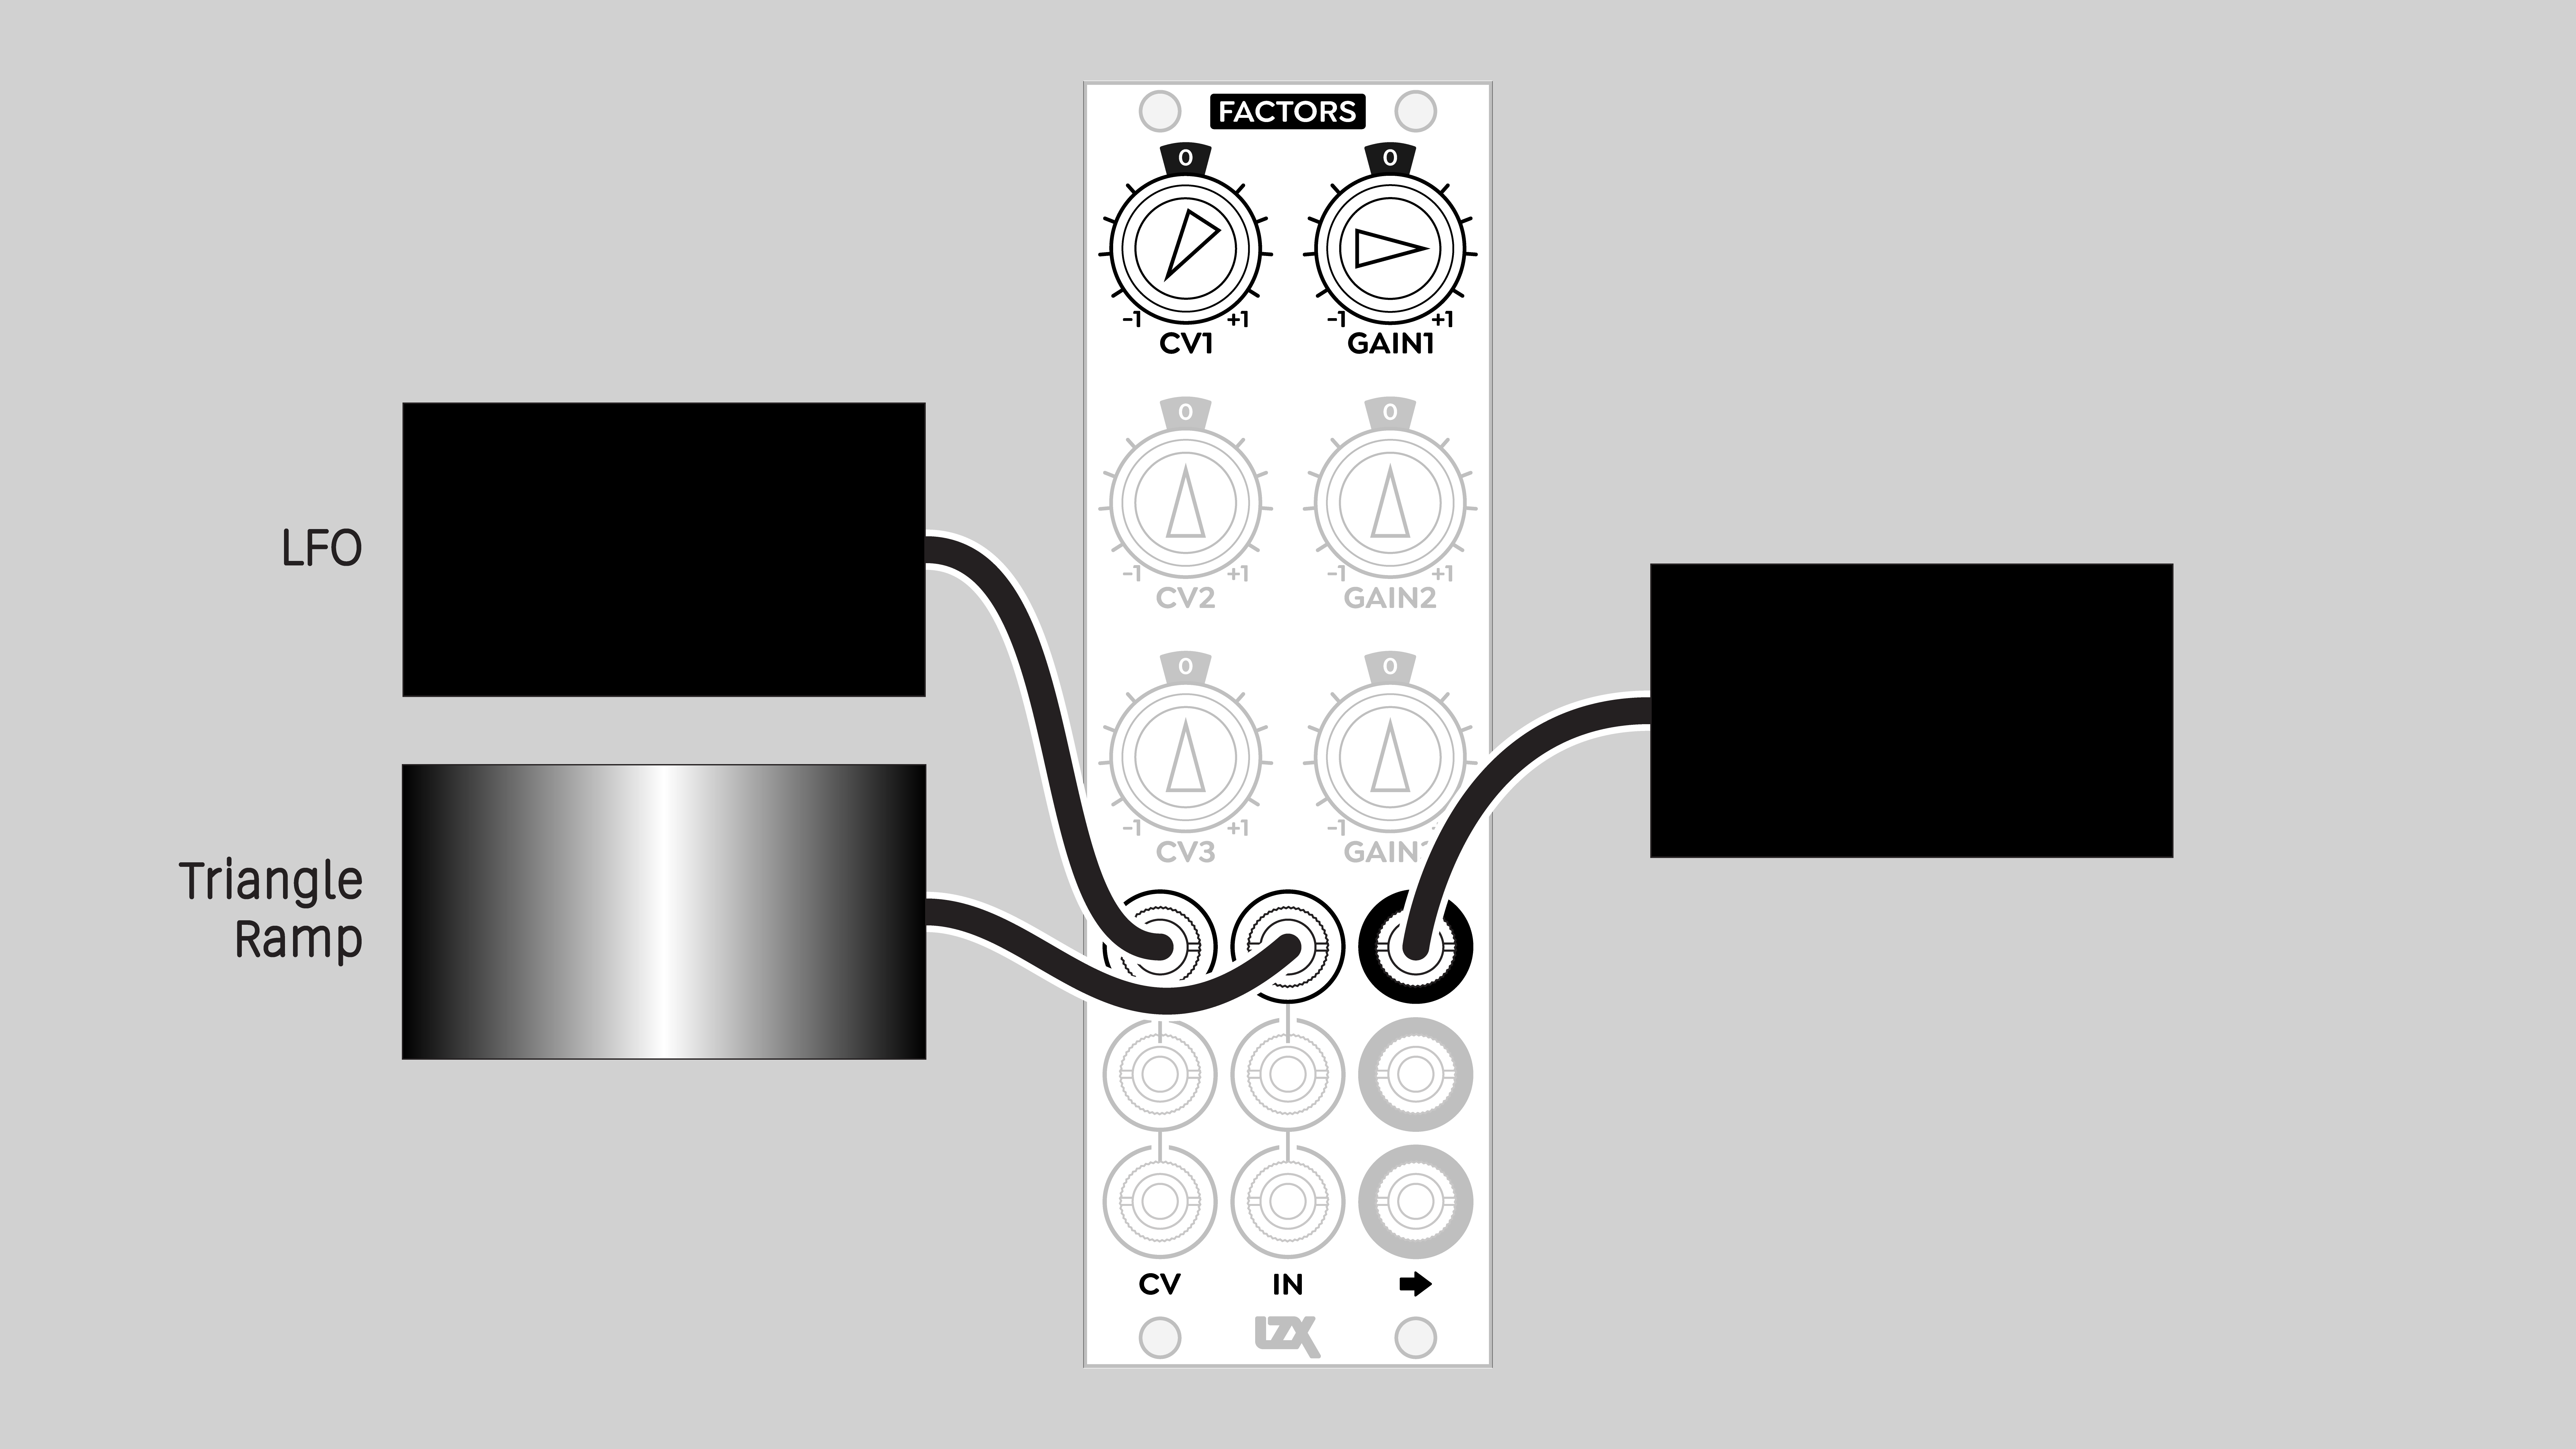 FACTORS
0 0
-1 +1 -1 +1
CV1 GAIN1
0 0
-1 +1 -1 +1
CV2 GAIN2
LFO
0 0
-1 +1 -1
CV3
Triangle
Ramp
CV IN
LZX